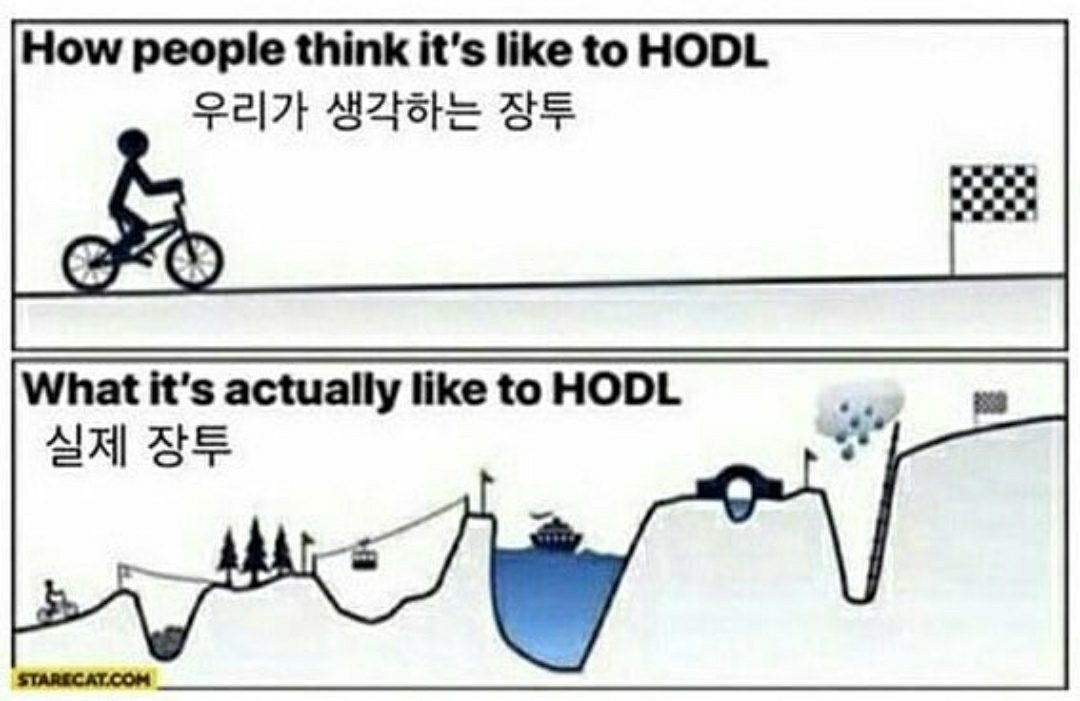 How people think it's like to HODL
우리가 생각하는 장투
What it's actually like to HODL
실제 장투
STARECAT.COM